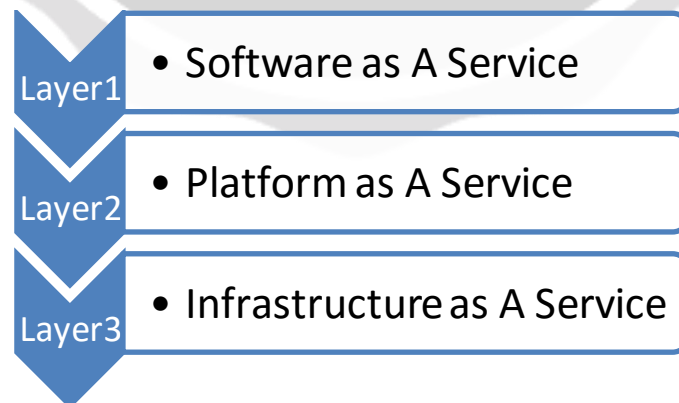 Layer1
• Software as A Service
Layer2
• Platform as A Service
Layer3
• Infrastructure as A Service